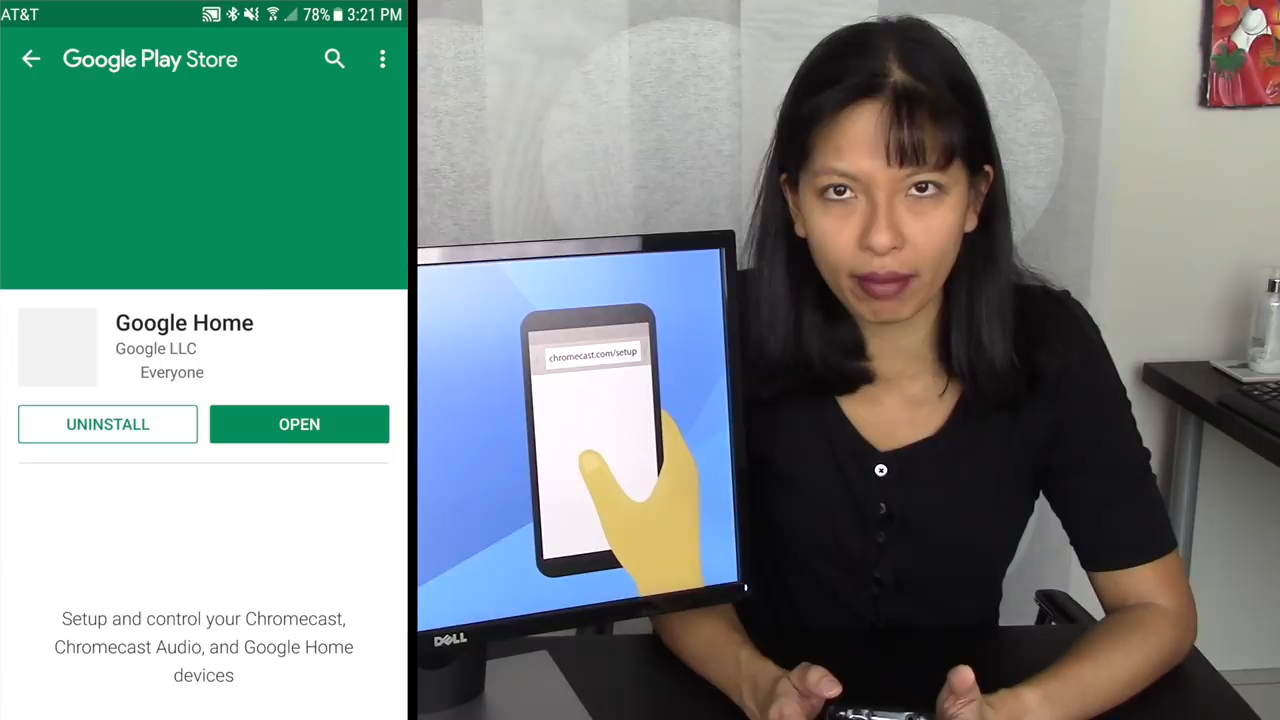 AT&T 78% 3:21 PM
Google Play Store
Google Home
Google LLC
Everyone
UNINSTALL OPEN
Setup and control your Chromecast,
Chromecast Audio, and Google Home
devices
chromecast.com/setup
DELL